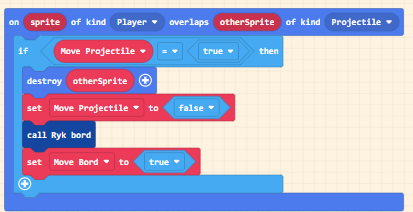 on sprite of kind Player overlaps otherSprite of kind Projectile
if Move Projectile = true then
destroy otherSprite
set Move Projectile to false
call Ryk bord
set Move Bord to true